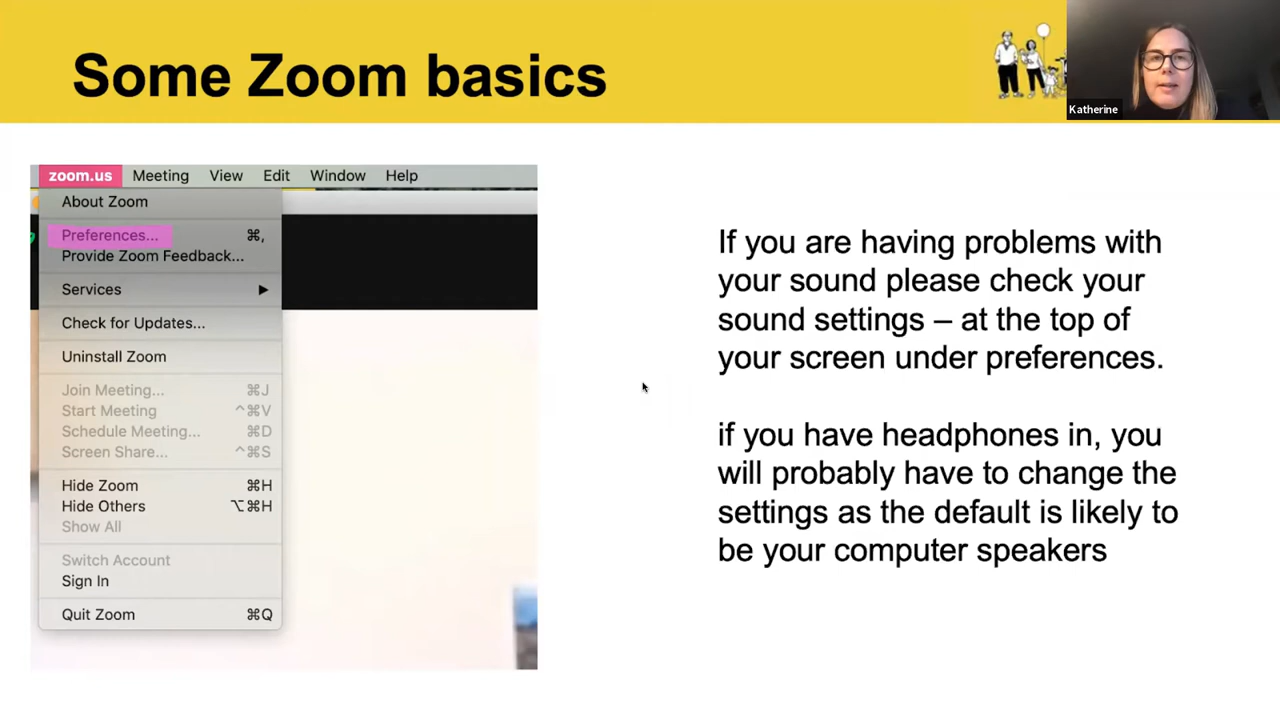 Some Zoom basics
Katherine
zoom.us Meeting View Edit Window Help
About Zoom
Preferences... ⌘,
Provide Zoom Feedback...
Services ▶
Check for Updates...
Uninstall Zoom
Join Meeting... ⌘J
Start Meeting ^⌘V
Schedule Meeting... ⌘D
Screen Share... ^⌘S
Hide Zoom ⌘H
Hide Others ⌥⌘H
Show All
Switch Account
Sign In
Quit Zoom ⌘Q
If you are having problems with
your sound please check your
sound settings – at the top of
your screen under preferences.
if you have headphones in, you
will probably have to change the
settings as the default is likely to
be your computer speakers